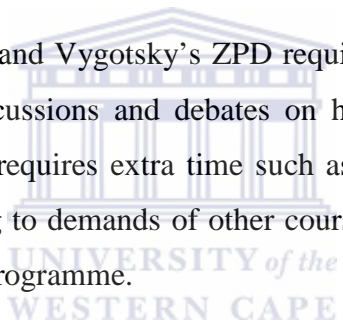 and Vygotsky’s ZPD requi
cussions and debates on h
requires extra time such as
g to demands of other cours
UNIVERSITY of the
rogramme.
WESTERN CAPE